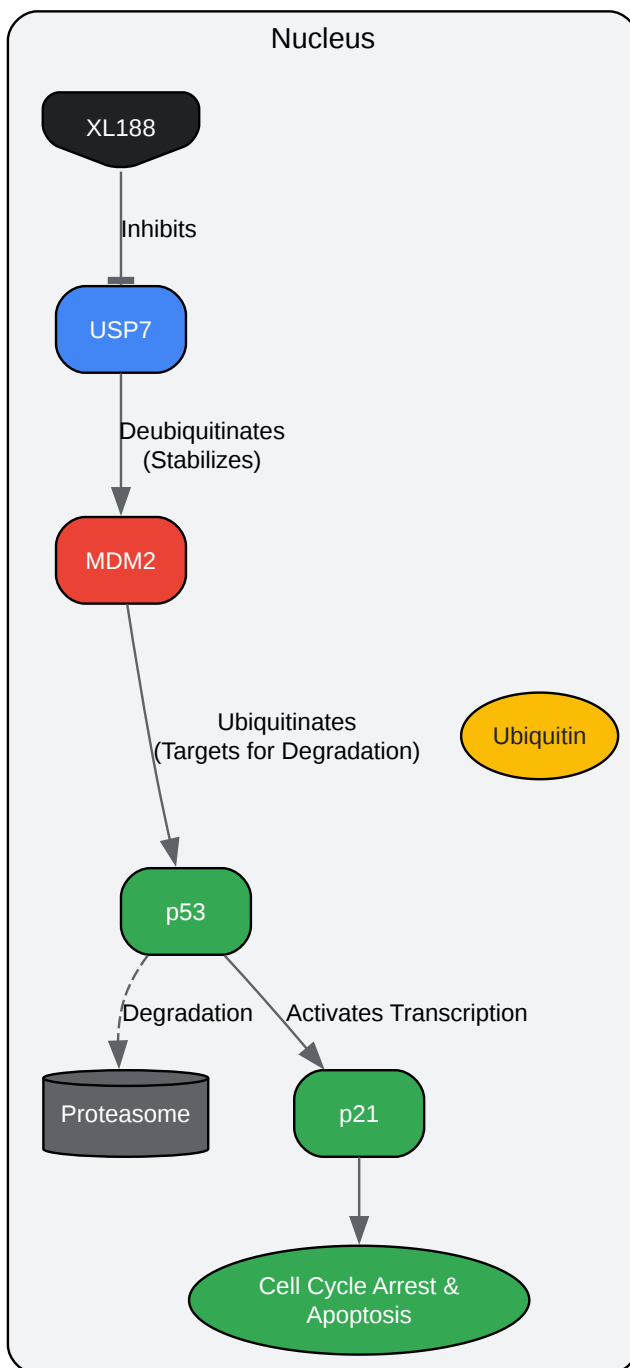 Nucleus
XL188
Inhibits
USP7
Deubiquitinates
(Stabilizes)
MDM2
Ubiquitinates
(Targets for Degradation)
Ubiquitin
p53
Degradation
Activates Transcription
Proteasome
p21
Cell Cycle Arrest &
Apoptosis